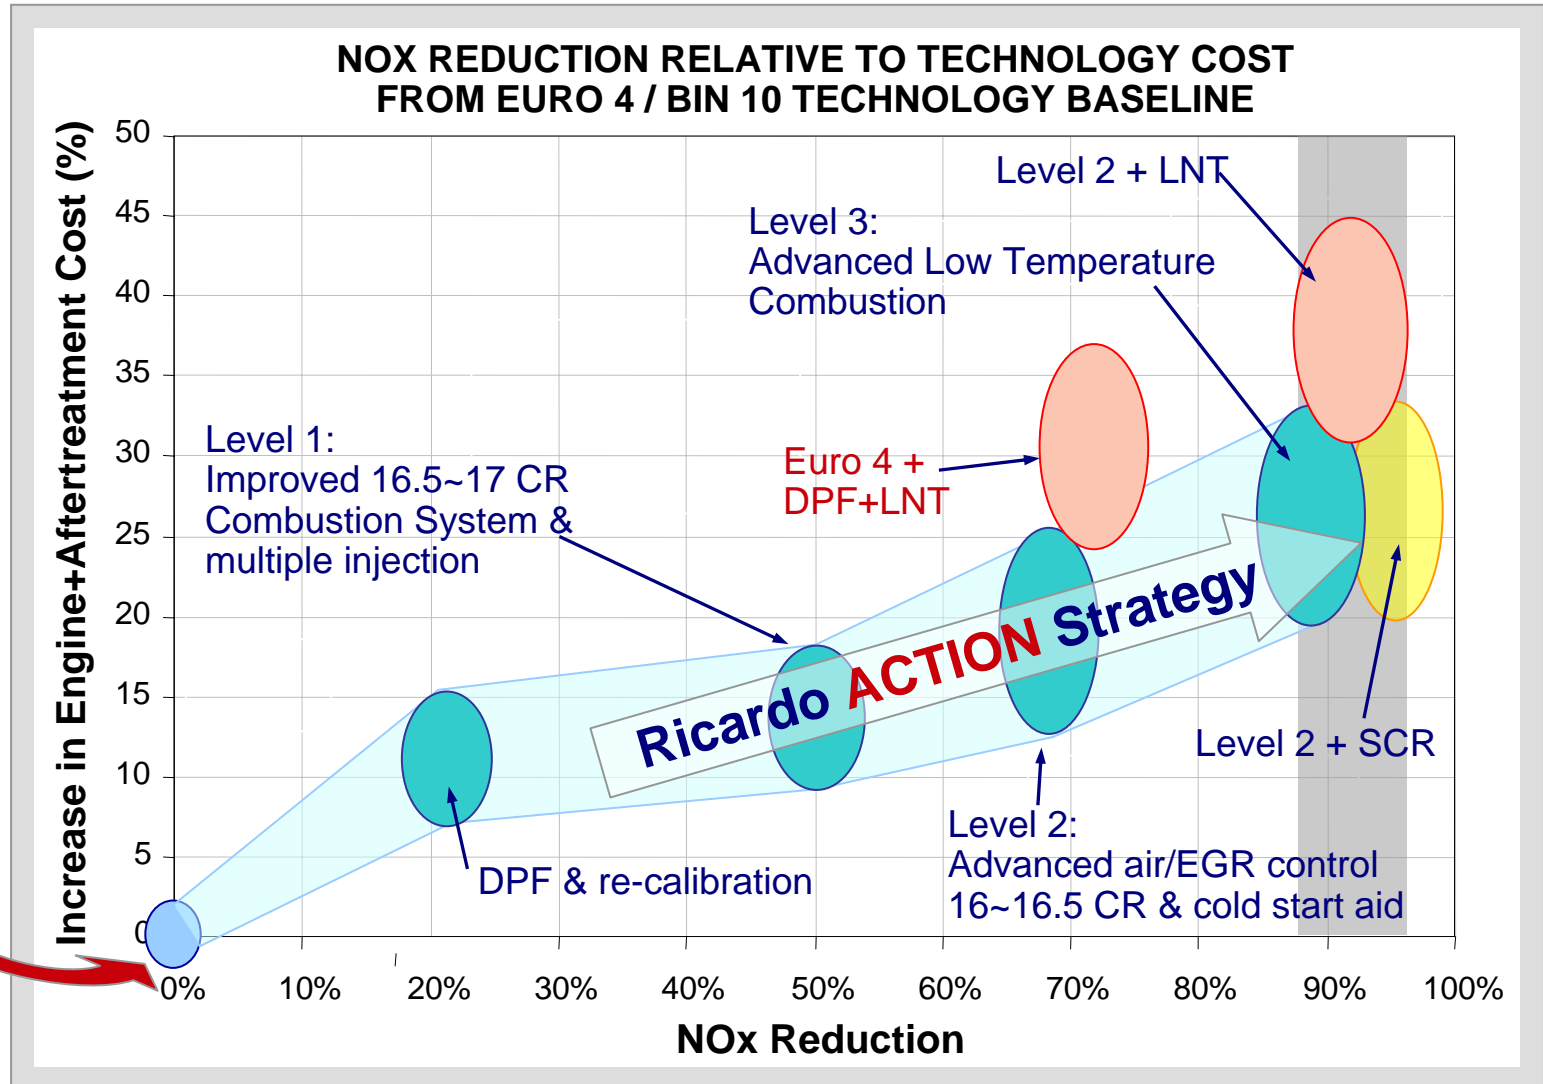 NOX REDUCTION RELATIVE TO TECHNOLOGY COST
FROM EURO 4 / BIN 10 TECHNOLOGY BASELINE
Increase in Engine+Aftertreatment Cost (%)
50
45
40
35
30
25
20
15
10
5
0
Level 2 + LNT
Level 3:
Advanced Low Temperature
Combustion
Level 1:
Improved 16.5~17 CR
Combustion System &
multiple injection
Euro 4 +
DPF+LNT
Ricardo ACTION Strategy
Level 2 + SCR
DPF & re-calibration
Level 2:
Advanced air/EGR control
16~16.5 CR & cold start aid
0% 10% 20% 30% 40% 50% 60% 70% 80% 90% 100%
NOx Reduction